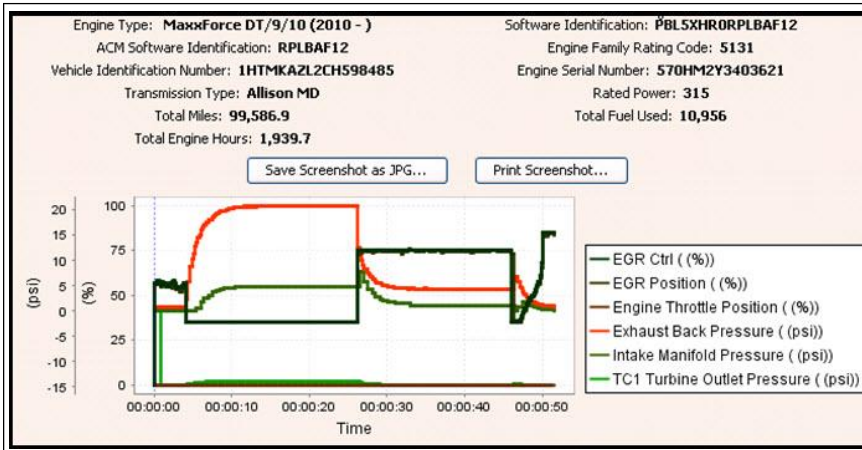 Engine Type: MaxxForce DT/9/10 (2010 - ) Software Identification: PBL5XHR0RPLBAF12
ACM Software Identification: RPLBAF12 Engine Family Rating Code: 5131
Vehicle Identification Number: 1HTMKAZL2CH598485 Engine Serial Number: 570HM2Y3403621
Transmission Type: Allison MD Rated Power: 315
Total Miles: 99,586.9 Total Fuel Used: 10,956
Total Engine Hours: 1,939.7
Save Screenshot as JPG... Print Screenshot...
20
15
10
5
0
-5
-10
-15
(psi)
100
75
50
25
0
(%)
00:00:00 00:00:10 00:00:20 00:00:30 00:00:40 00:00:50
Time
EGR Ctrl ( (%))
EGR Position ( (%))
Engine Throttle Position ( (%))
Exhaust Back Pressure ( (psi))
Intake Manifold Pressure ( (psi))
TC1 Turbine Outlet Pressure ( (psi))